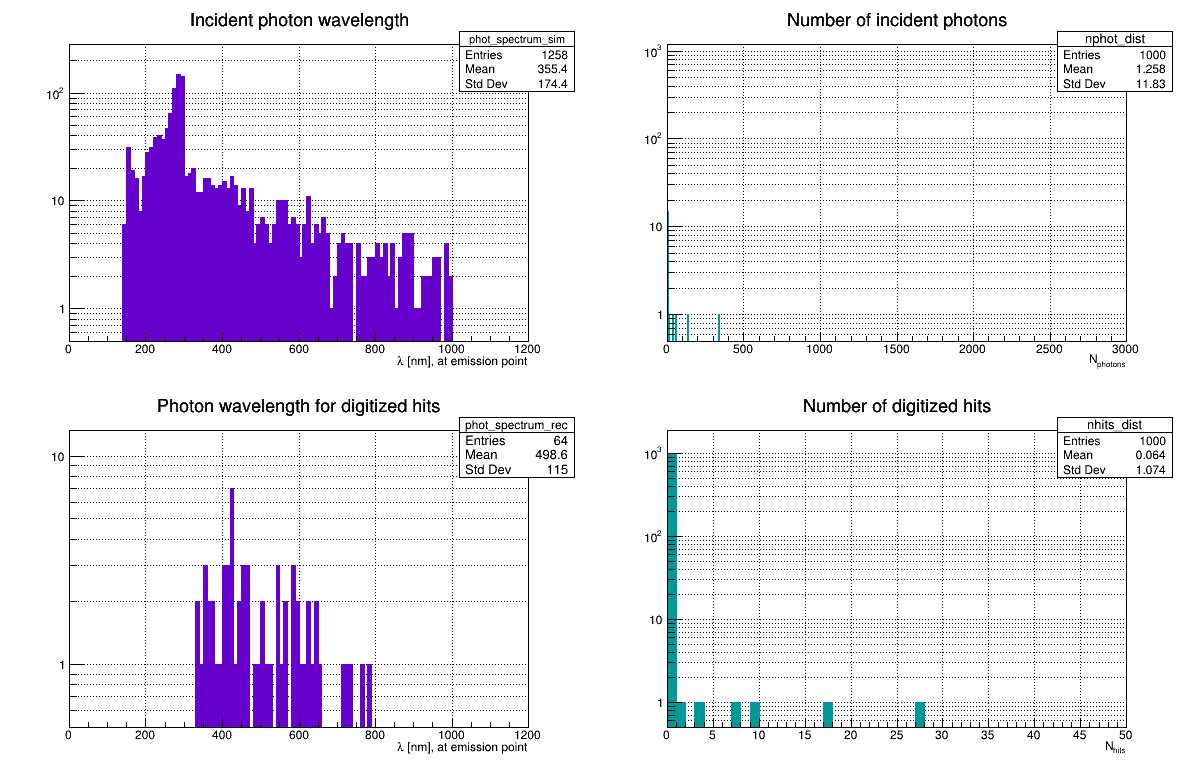 Incident photon wavelength
phot_spectrum_sim
Entries 1258
Mean 355.4
Std Dev 174.4
10²
10
1
0 200 400 600 800 1000 1200
λ [nm], at emission point
Number of incident photons
nphot_dist
Entries 1000
Mean 1.258
Std Dev 11.83
10³
10²
10
1
0 500 1000 1500 2000 2500 3000
Nphotons
Photon wavelength for digitized hits
phot_spectrum_rec
Entries 64
Mean 498.6
Std Dev 115
10
1
0 200 400 600 800 1000 1200
λ [nm], at emission point
Number of digitized hits
nhits_dist
Entries 1000
Mean 0.064
Std Dev 1.074
10³
10²
10
1
0 5 10 15 20 25 30 35 40 45 50
Nhits